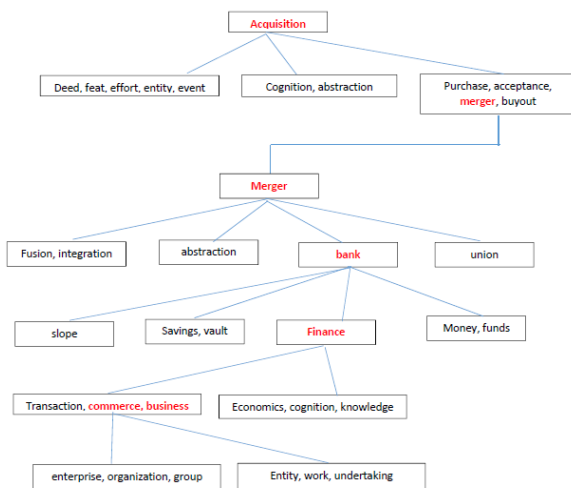 Acquisition
Deed, feat, effort, entity, event
Cognition, abstraction
Purchase, acceptance,
merger, buyout
Merger
Fusion, integration
abstraction
bank
union
slope
Savings, vault
Finance
Money, funds
Transaction, commerce, business
Economics, cognition, knowledge
enterprise, organization, group
Entity, work, undertaking